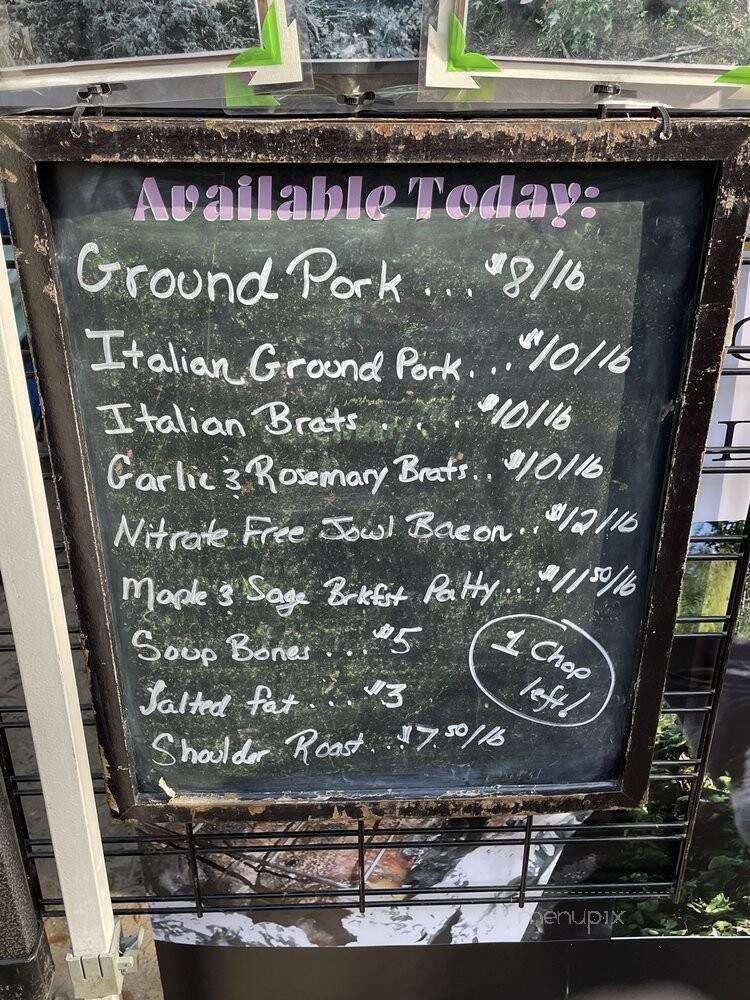 Available Today:
Ground Pork ... $8/lb
Italian Ground Pork... $10/lb
Italian Brats .... $10/lb
Garlic & Rosemary Brats.. $10/lb
Nitrate Free Jowl Bacon.. $12/lb
Maple & Sage Brkfst Patty... $11 50/lb
Soup Bones ... $5
1 Chop
left!
Salted fat ... $3
Shoulder Roast... $7.50/lb
menupix